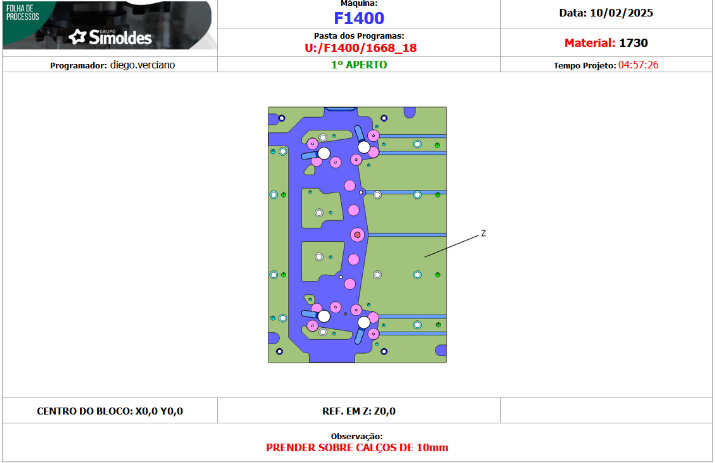 FOLHA DE
PROCESSOS
GRUPO
Simoldes
Máquina:
F1400
Data: 10/02/2025
Pasta dos Programas:
U:/F1400/1668_18
Material: 1730
Programador: diego.verciano
1º APERTO
Tempo Projeto: 04:57:26
Z
CENTRO DO BLOCO: X0,0 Y0,0
REF. EM Z: Z0,0
Observação:
PRENDER SOBRE CALÇOS DE 10mm